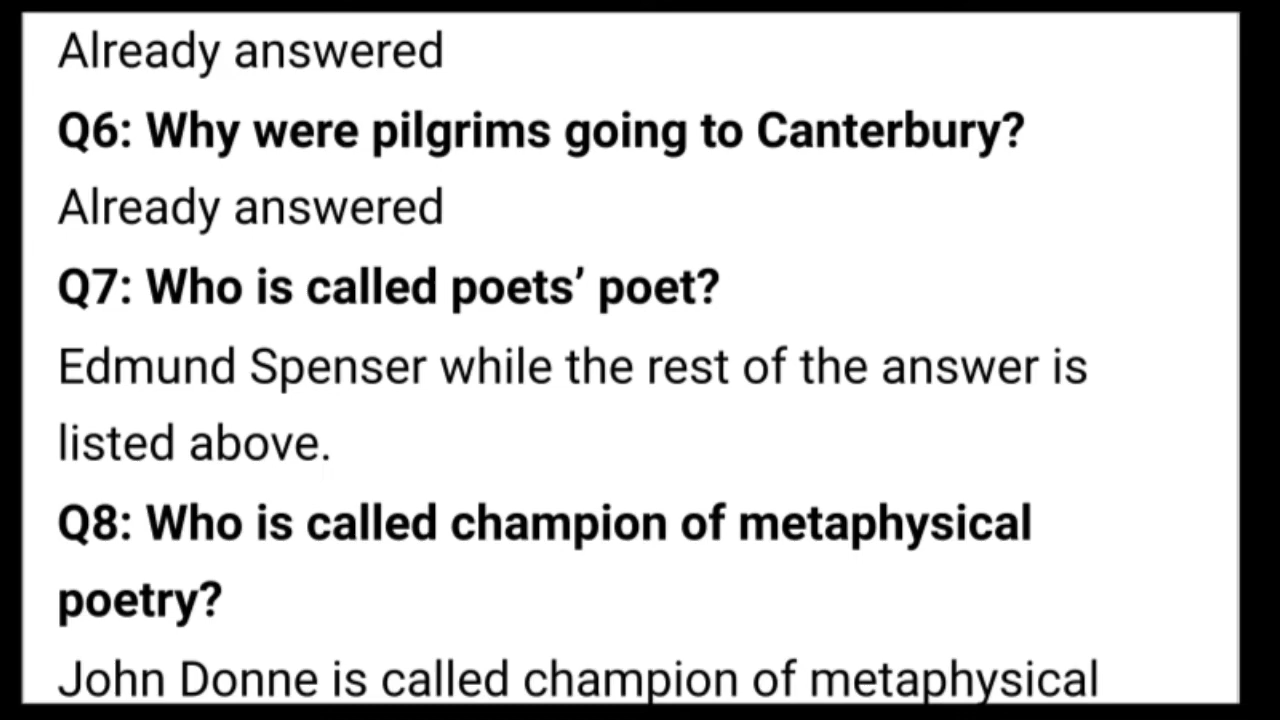 Already answered
Q6: Why were pilgrims going to Canterbury?
Already answered
Q7: Who is called poets’ poet?
Edmund Spenser while the rest of the answer is
listed above.
Q8: Who is called champion of metaphysical
poetry?
John Donne is called champion of metaphysical